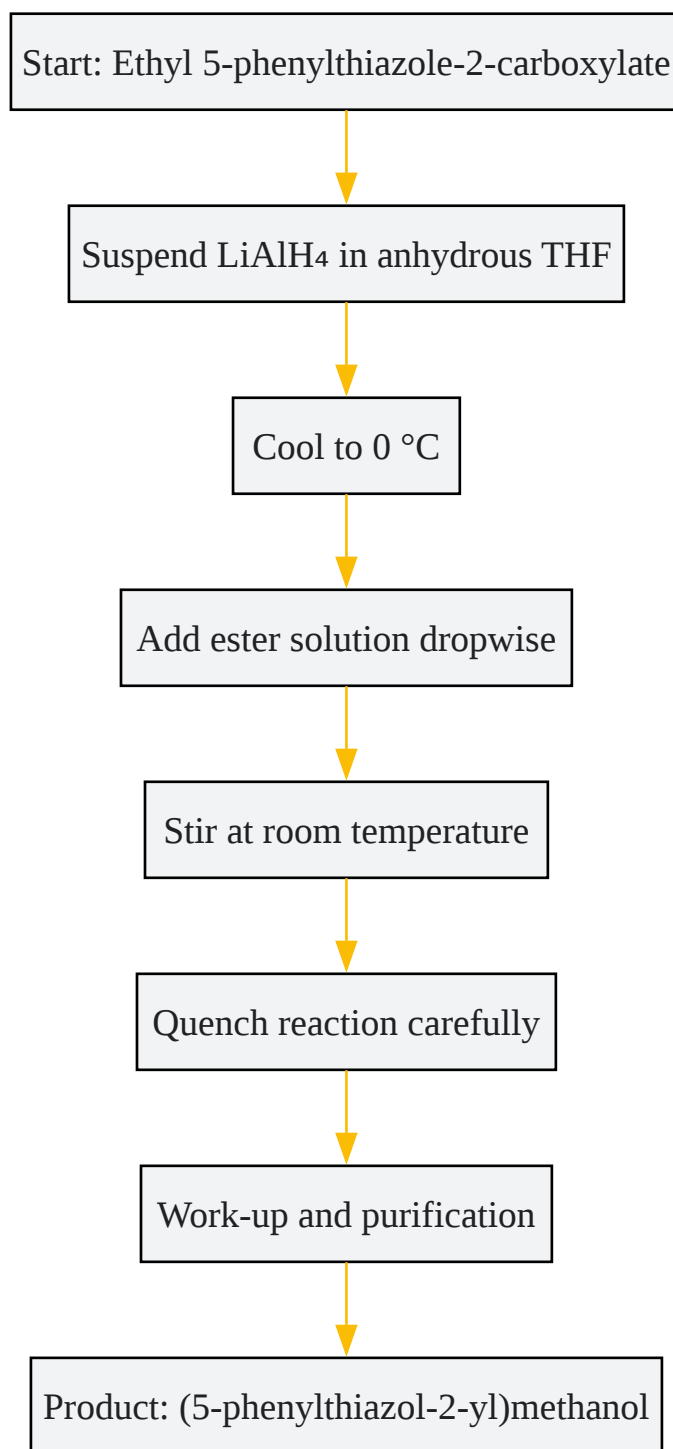 Start: Ethyl 5-phenylthiazole-2-carboxylate
Suspend LiAlH₄ in anhydrous THF
Cool to 0 °C
Add ester solution dropwise
Stir at room temperature
Quench reaction carefully
Work-up and purification
Product: (5-phenylthiazol-2-yl)methanol